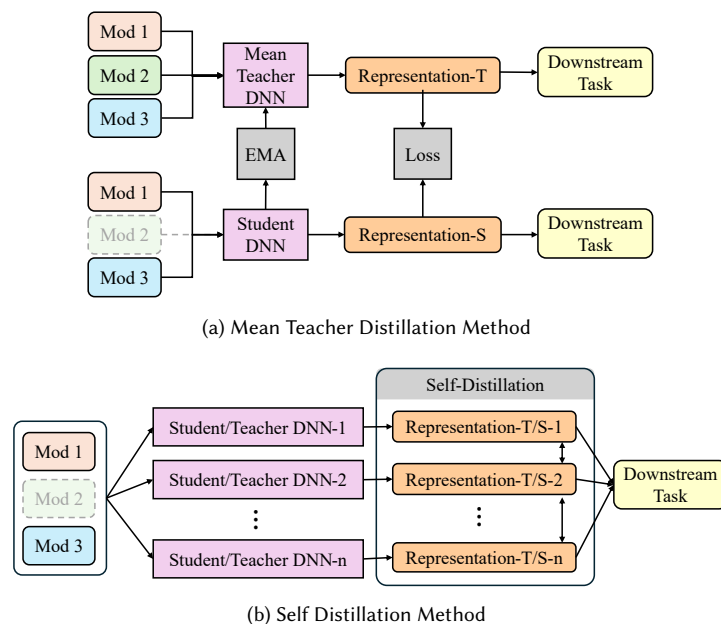 Mod 1
Mod 2
Mod 3
Mean
Teacher
DNN
Representation-T
Downstream
Task
EMA
Loss
Mod 1
Mod 2
Mod 3
Student
DNN
Representation-S
Downstream
Task
(a) Mean Teacher Distillation Method
Self-Distillation
Mod 1
Mod 2
Mod 3
Student/Teacher DNN-1
Student/Teacher DNN-2
Student/Teacher DNN-n
Representation-T/S-1
Representation-T/S-2
Representation-T/S-n
Downstream
Task
(b) Self Distillation Method